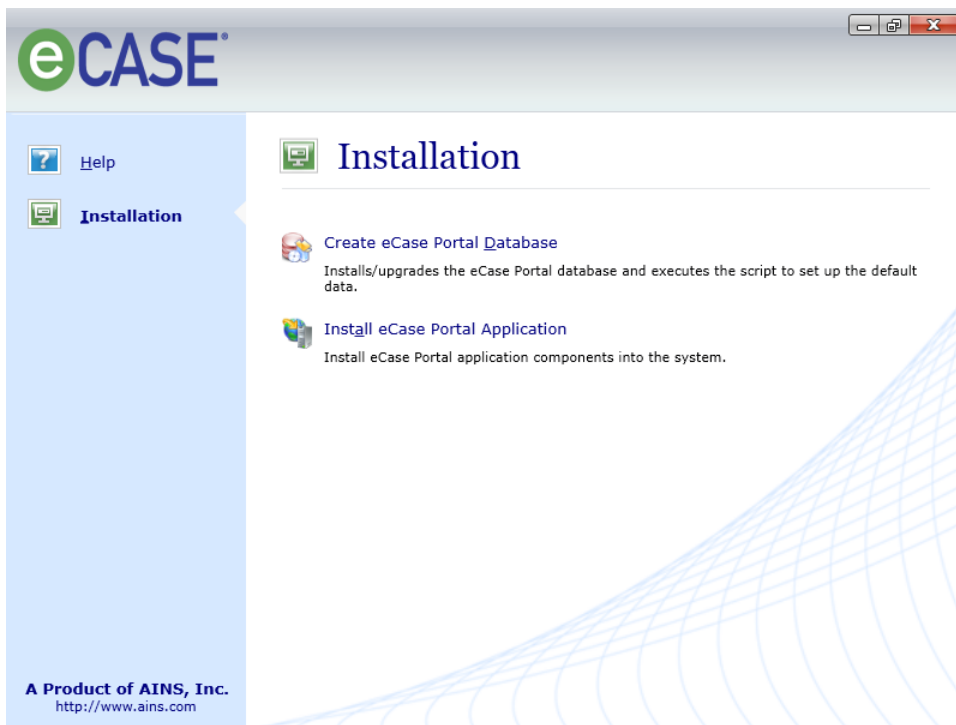 eCASE®
Help
Installation
Installation
Create eCase Portal Database
Installs/upgrades the eCase Portal database and executes the script to set up the default
data.
Install eCase Portal Application
Install eCase Portal application components into the system.
A Product of AINS, Inc.
http://www.ains.com